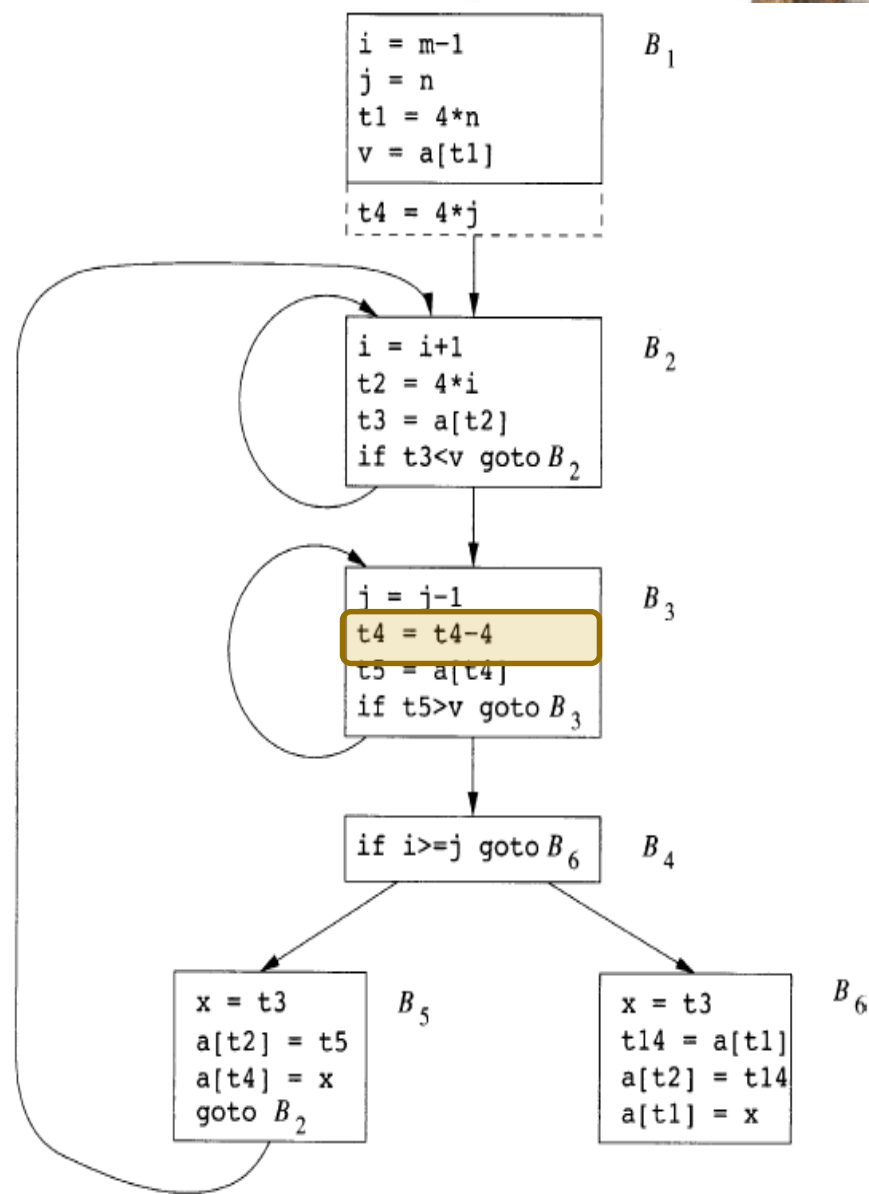 i = m-1
j = n
t1 = 4*n
v = a[t1]
t4 = 4*j
B1
i = i+1
t2 = 4*i
t3 = a[t2]
if t3<v goto B2
B2
j = j-1
t4 = t4-4
t5 = a[t4]
if t5>v goto B3
B3
if i>=j goto B6
B4
x = t3
a[t2] = t5
a[t4] = x
goto B2
B5
x = t3
t14 = a[t1]
a[t2] = t14
a[t1] = x
B6